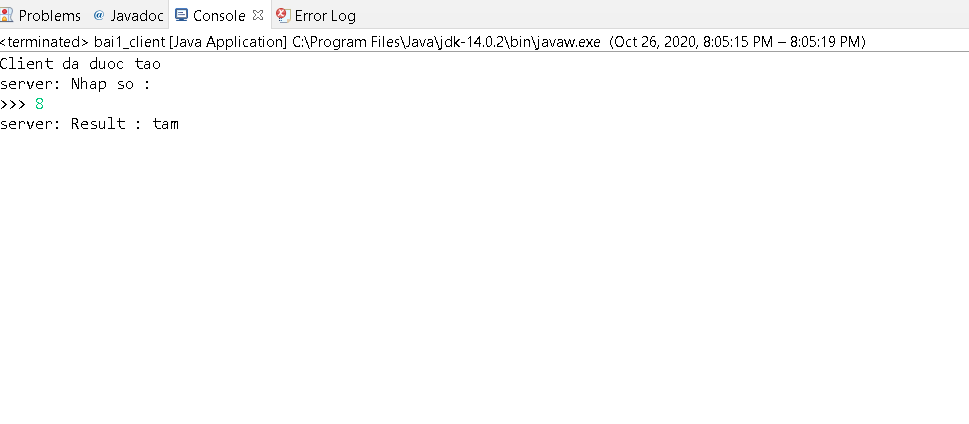 Problems @ Javadoc Console Error Log
<terminated> bai1_client [Java Application] C:\Program Files\Java\jdk-14.0.2\bin\javaw.exe (Oct 26, 2020, 8:05:15 PM – 8:05:19 PM)
Client da duoc tao
server: Nhap so :
>>> 8
server: Result : tam